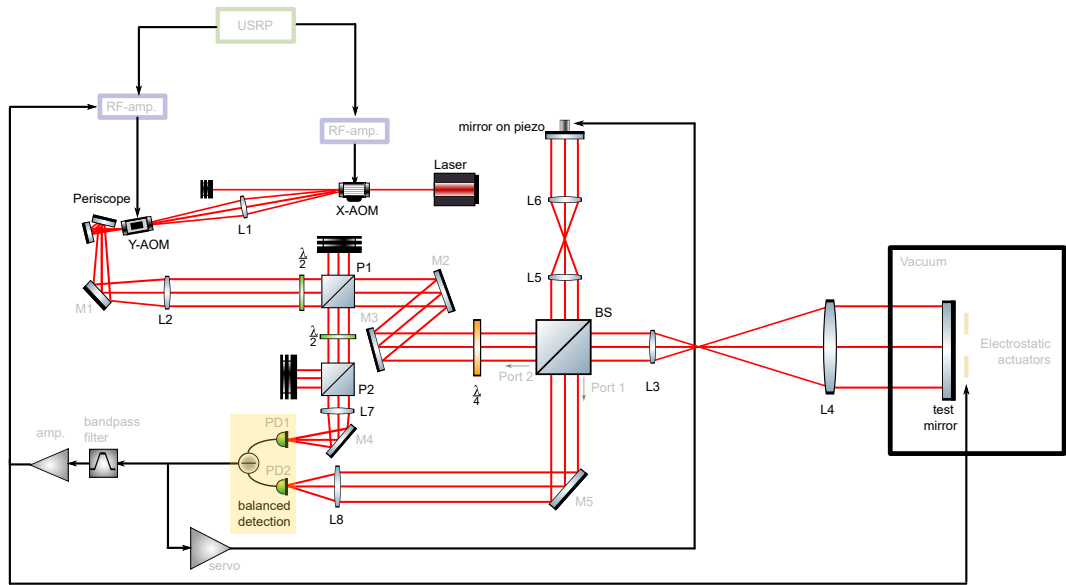 USRP
RF-amp.
RF-amp.
mirror on piezo
Laser
Periscope
X-AOM
L1
Y-AOM
L6
λ
2
P1
M2
L5
Vacuum
M1
L2
M3
BS
λ
2
Port 2
Port 1
L3
Electrostatic
actuators
P2
λ
4
L7
L4
test
mirror
PD1
M4
amp.
bandpass
filter
PD2
M5
balanced
detection
L8
servo